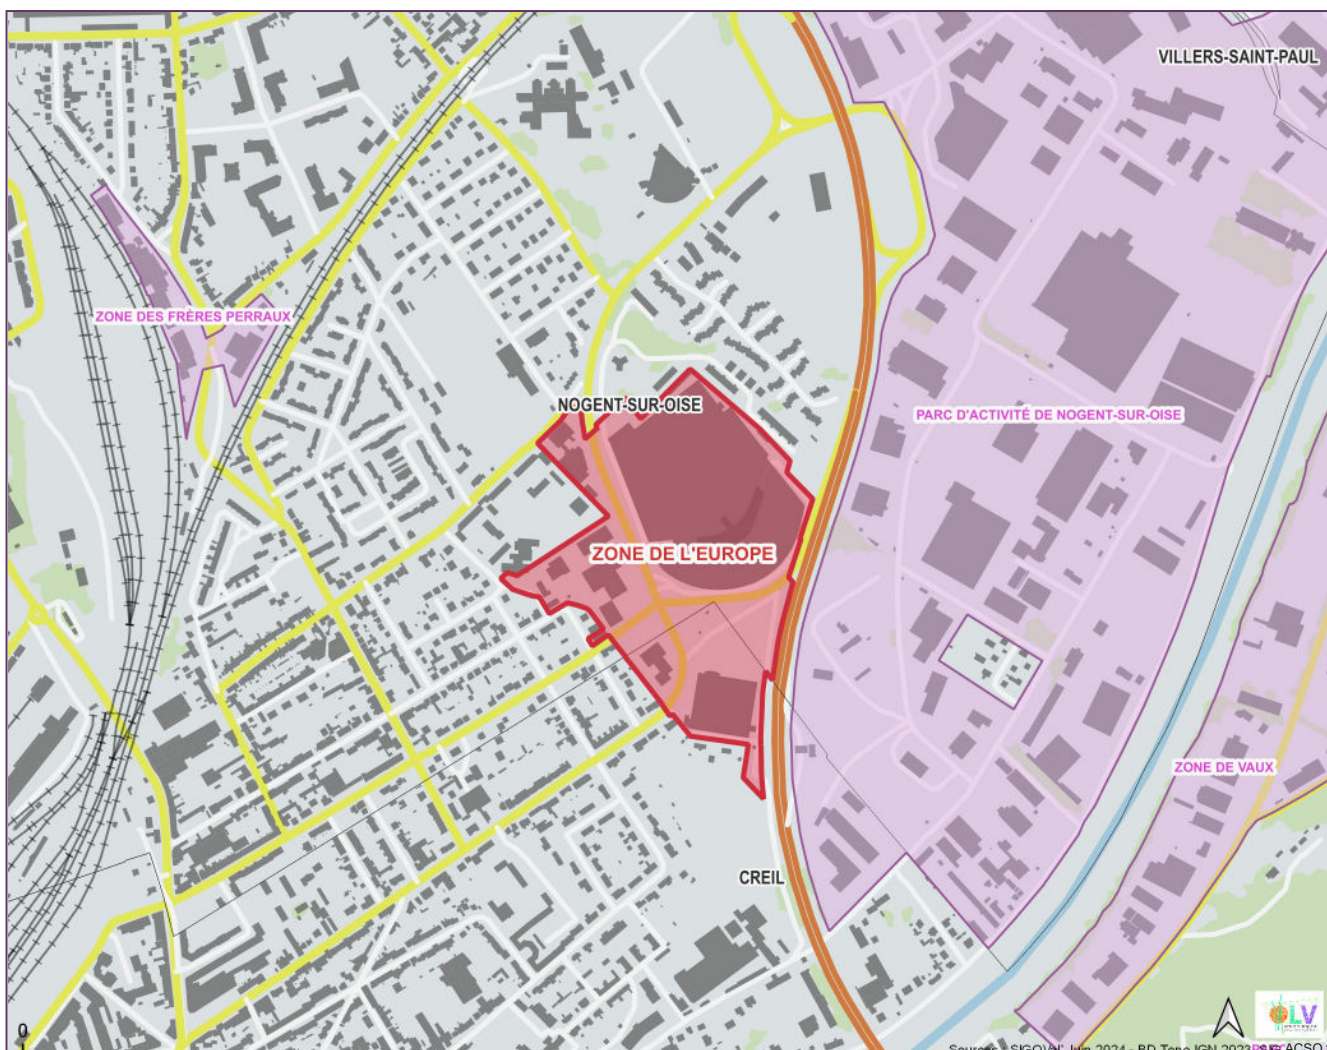 VILLERS-SAINT-PAUL
ZONE DES FRÈRES PERRAUX
NOGENT-SUR-OISE
PARC D'ACTIVITÉ DE NOGENT-SUR-OISE
ZONE DE L'EUROPE
ZONE DE VAUX
CREIL
0
LV